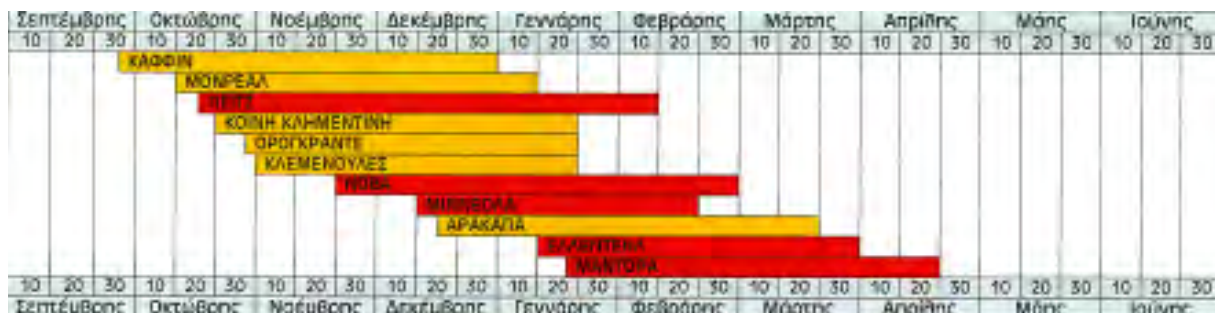 Σεπτέμβρης Οκτώβρης Νοέμβρης Δεκέμβρης Γεννάρης Φεβράρης Μάρτης Απρίλης Μάης Ιούνης
10 20 30 10 20 30 10 20 30 10 20 30 10 20 30 10 20 30 10 20 30 10 20 30 10 20 30 10 20 30
ΚΑΦΦΙΝ
ΜΟΝΡΕΑΛ
ΚΟΙΝΗ ΚΛΗΜΕΝΤΙΝΗ
ΟΡΟΓΚΡΑΝΤΕ
ΚΛΕΜΕΝΟΥΛΕΣ
ΝΟΒΑ
ΜΙΝΝΕΟΛΑ
ΑΡΑΚΑΠΑ
ΜΑΝΤΟΡΑ
10 20 30 10 20 30 10 20 30 10 20 30 10 20 30 10 20 30 10 20 30 10 20 30 10 20 30 10 20 30
Σεπτέμβρης Οκτώβρης Νοέμβρης Δεκέμβρης Γεννάρης Φεβράρης Μάρτης Απρίλης Μάης Ιούνης